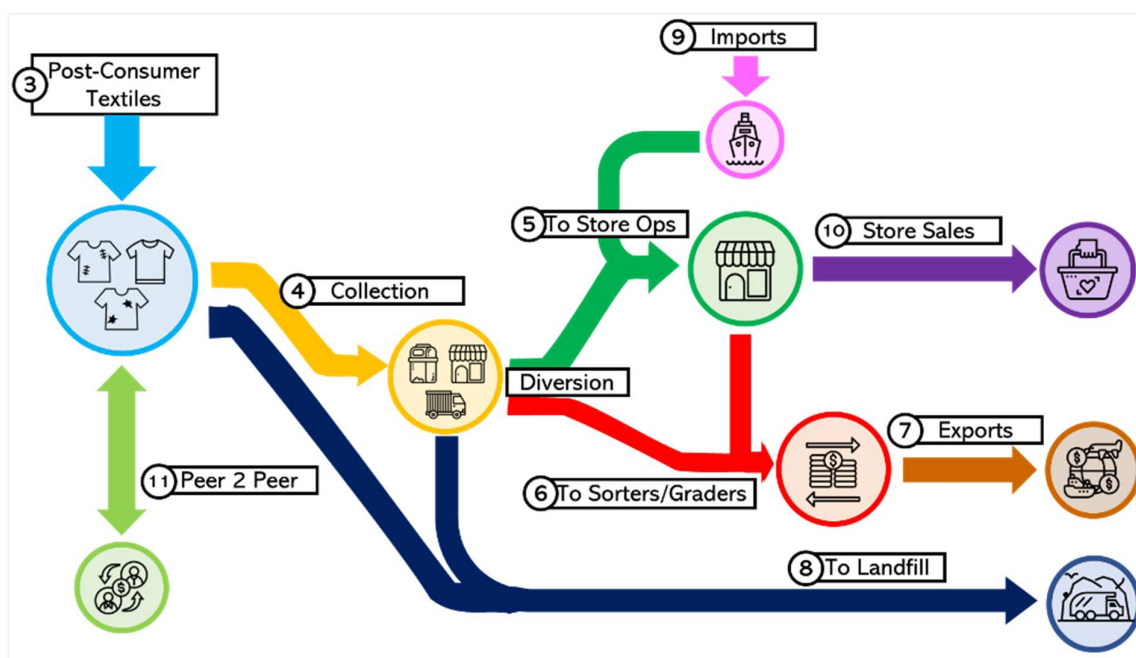 9 Imports
3 Post-Consumer
Textiles
5 To Store Ops
10 Store Sales
4 Collection
Diversion
7 Exports
11 Peer 2 Peer
6 To Sorters/Graders
8 To Landfill